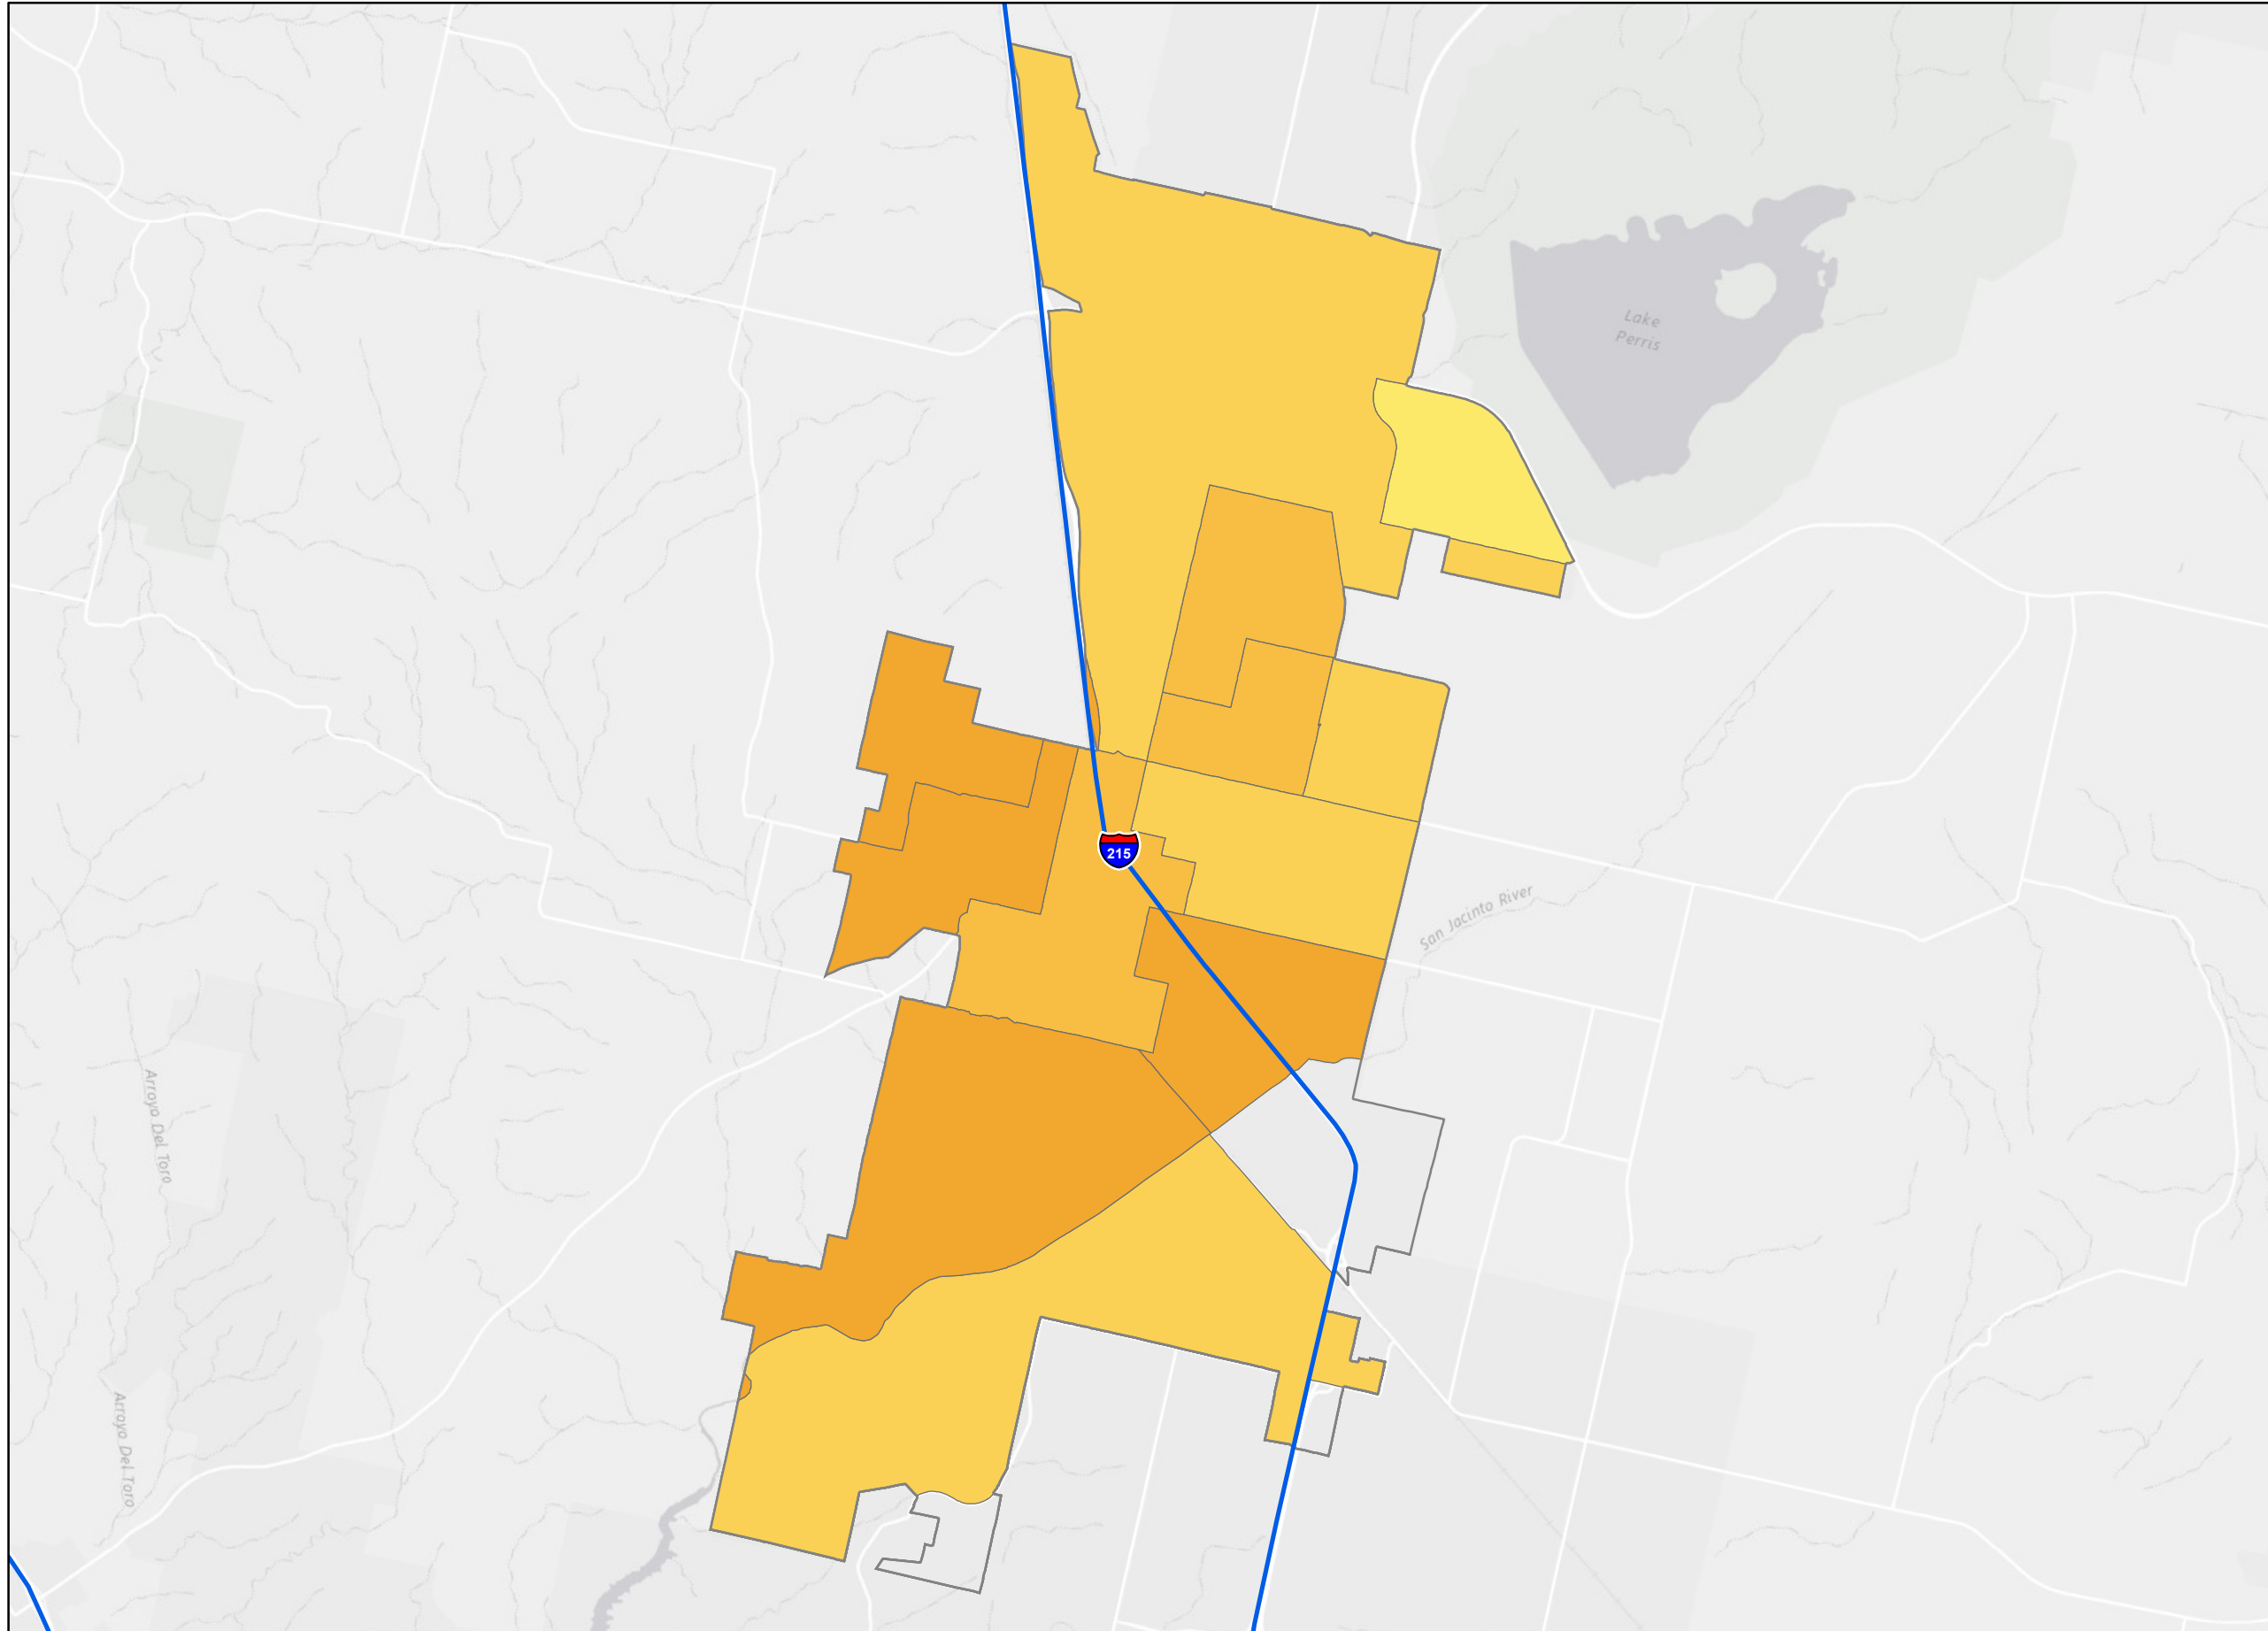 Lake
Perris
215
San Jacinto River
Arroyo Del Toro
Arroyo Del Toro